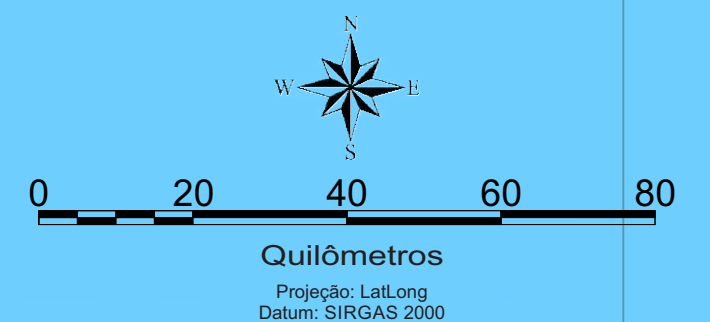 N
W E
S
0 20 40 60 80
Quilômetros
Projeção: LatLong
Datum: SIRGAS 2000